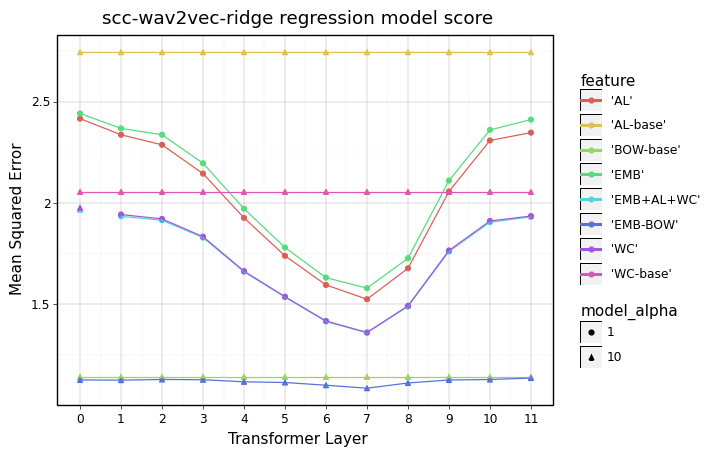 scc-wav2vec-ridge regression model score
Mean Squared Error
2.5
2
1.5
0 1 2 3 4 5 6 7 8 9 10 11
Transformer Layer
feature
'AL'
'AL-base'
'BOW-base'
'EMB'
'EMB+AL+WC'
'EMB-BOW'
'WC'
'WC-base'
model_alpha
1
10